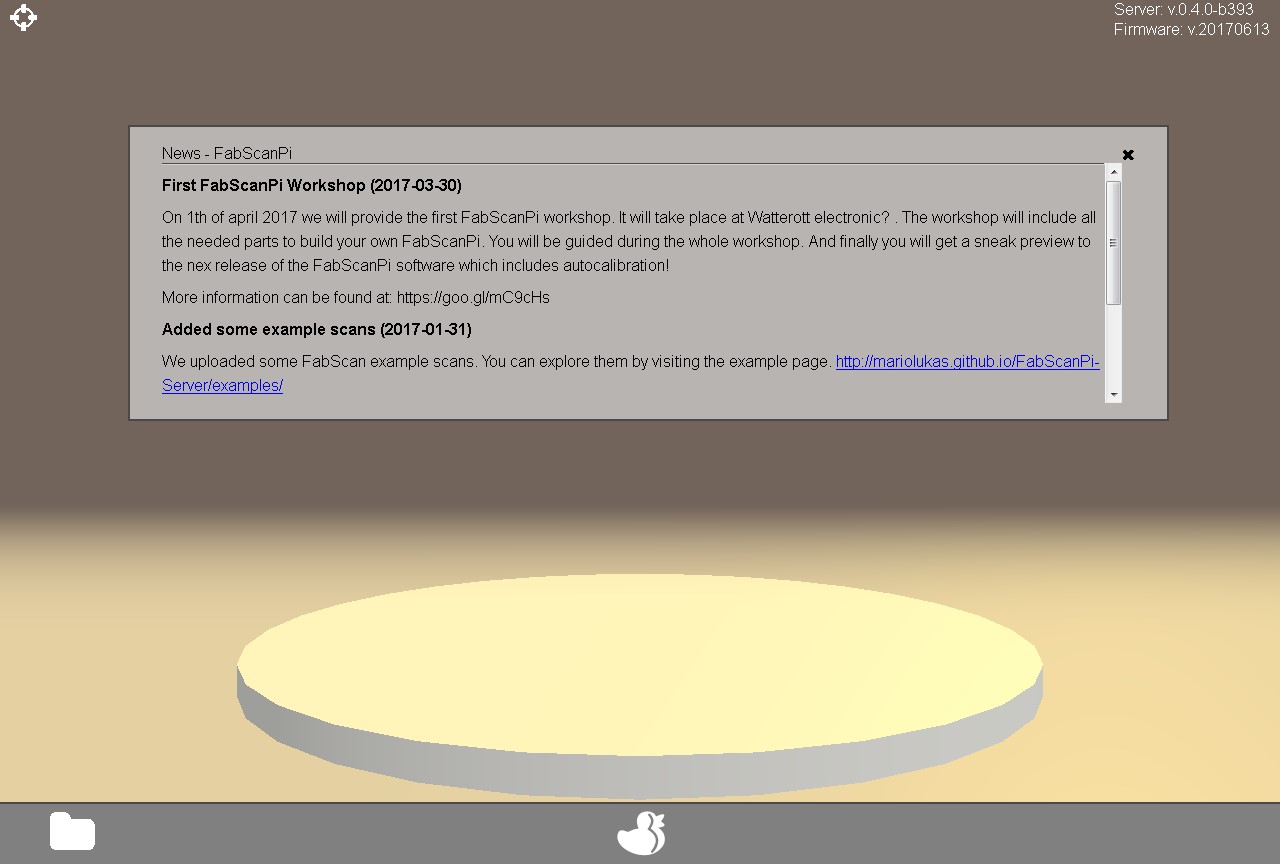 Server: v.0.4.0-b393
Firmware: v.20170613
News - FabScanPi
First FabScanPi Workshop (2017-03-30)
On 1th of april 2017 we will provide the first FabScanPi workshop. It will take place at Watterott electronic? . The workshop will include all
the needed parts to build your own FabScanPi. You will be guided during the whole workshop. And finally you will get a sneak preview to
the nex release of the FabScanPi software which includes autocalibration!
More information can be found at: https://goo.gl/mC9cHs
Added some example scans (2017-01-31)
We uploaded some FabScan example scans. You can explore them by visiting the example page. http://mariolukas.github.io/FabScanPi-
Server/examples/